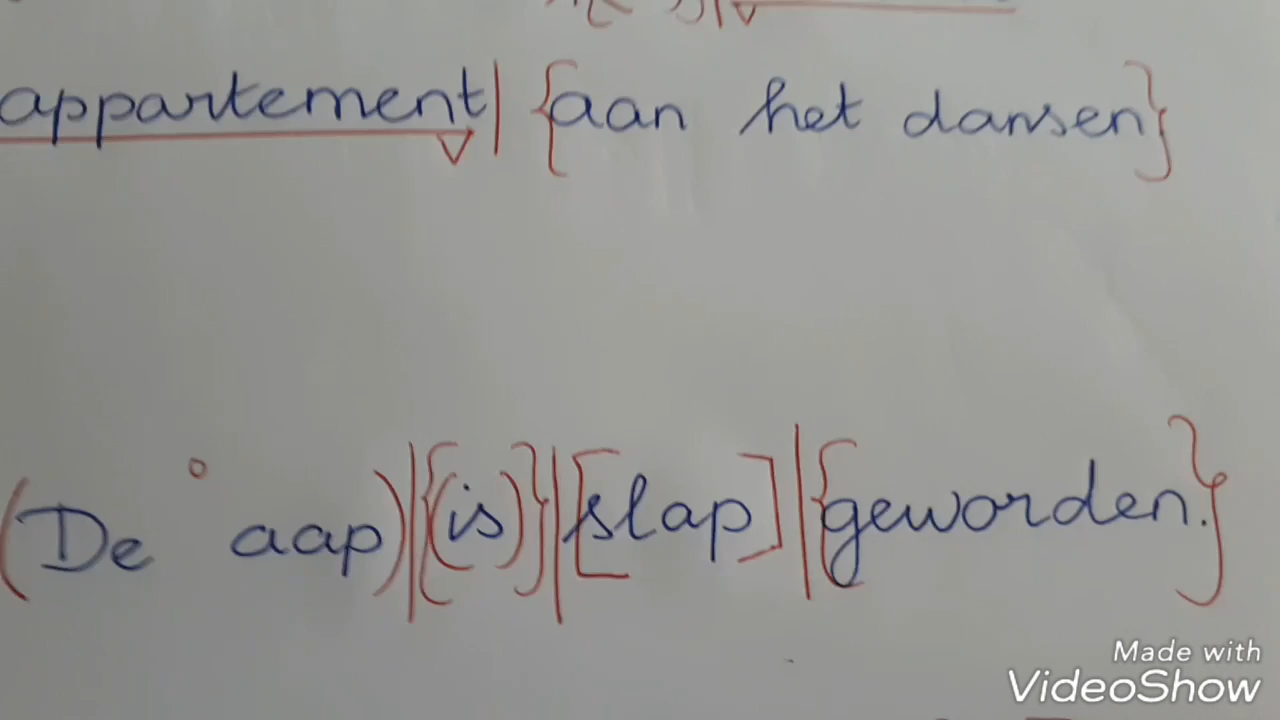 appartement| {aan het dansen}
(De aap)|{(is)}|[slap]|{geworden.}
Made with
VideoShow